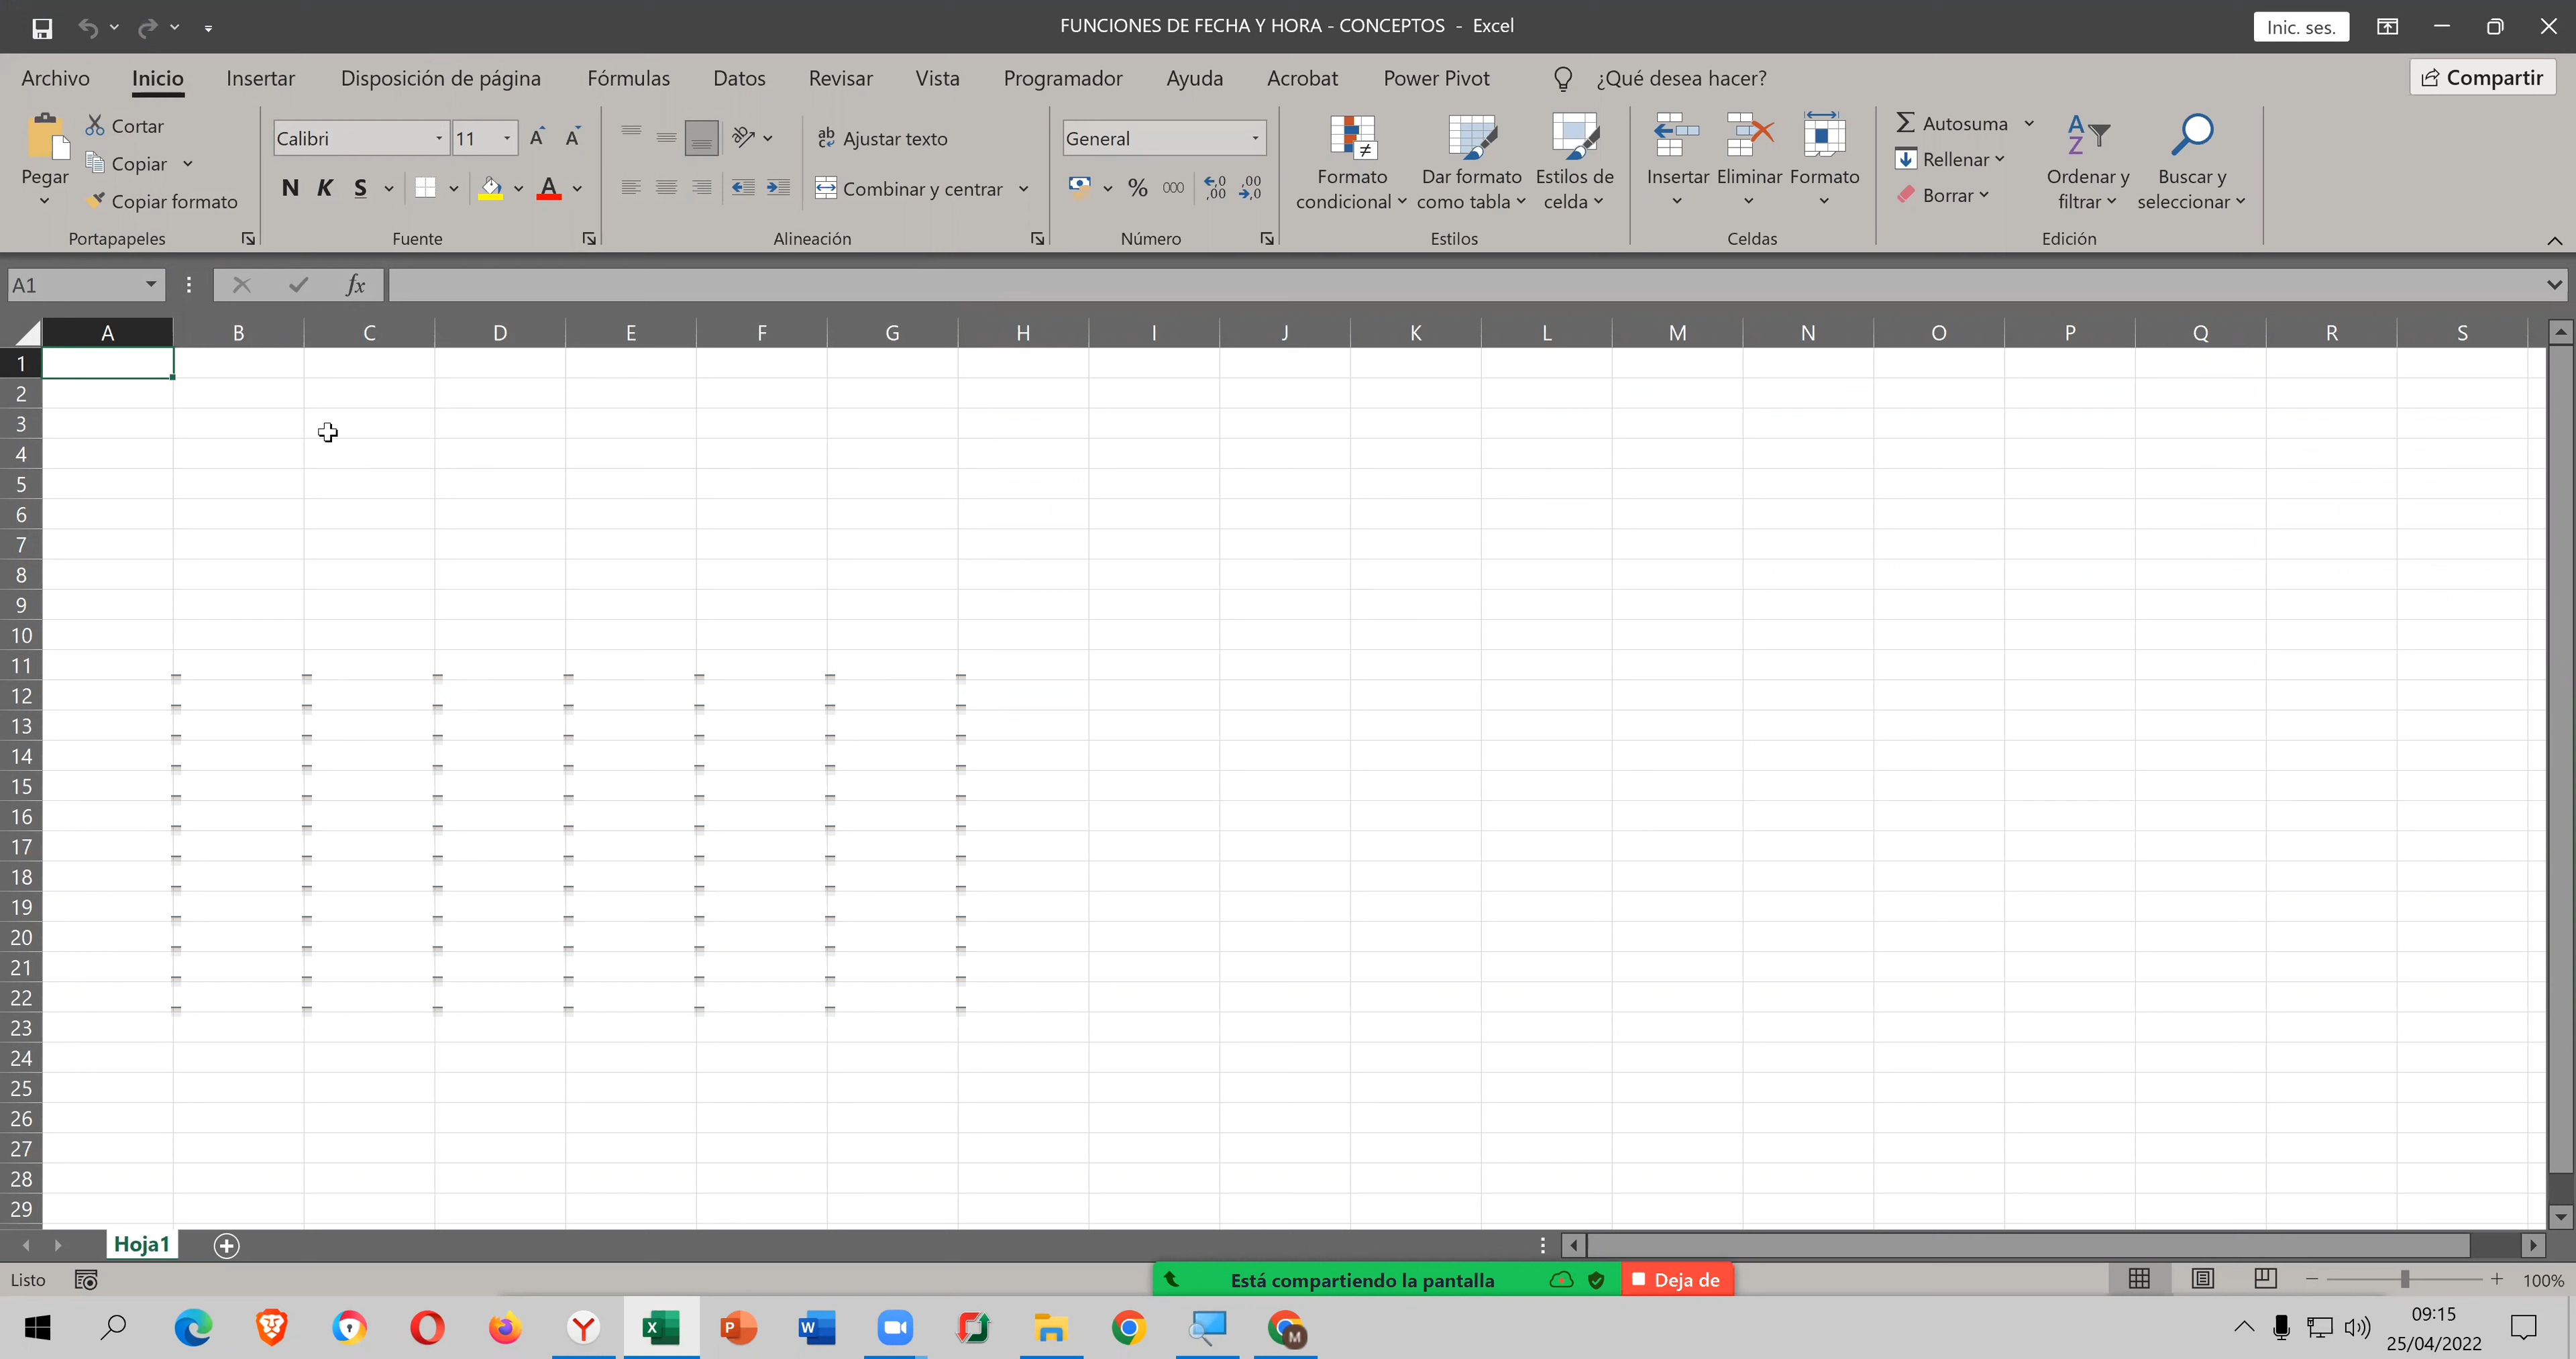 FUNCIONES DE FECHA Y HORA - CONCEPTOS - Excel
Inic. ses.
Archivo Inicio Insertar Disposición de página Fórmulas Datos Revisar Vista Programador Ayuda Acrobat Power Pivot ¿Qué desea hacer? Compartir
Pegar
Cortar
Copiar
Copiar formato
Portapapeles
Calibri 11
N K S
Fuente
Ajustar texto
Combinar y centrar
Alineación
General
% 000
Número
Formato condicional
Dar formato como tabla
Estilos de celda
Estilos
Insertar Eliminar Formato
Celdas
Autosuma
Rellenar
Borrar
Ordenar y filtrar
Buscar y seleccionar
Edición
A1 fx
A B C D E F G H I J K L M N O P Q R S
1
2
3
4
5
6
7
8
9
10
11
12
13
14
15
16
17
18
19
20
21
22
23
24
25
26
27
28
29
Hoja1
Listo
Está compartiendo la pantalla
Deja de
100%
09:15
25/04/2022